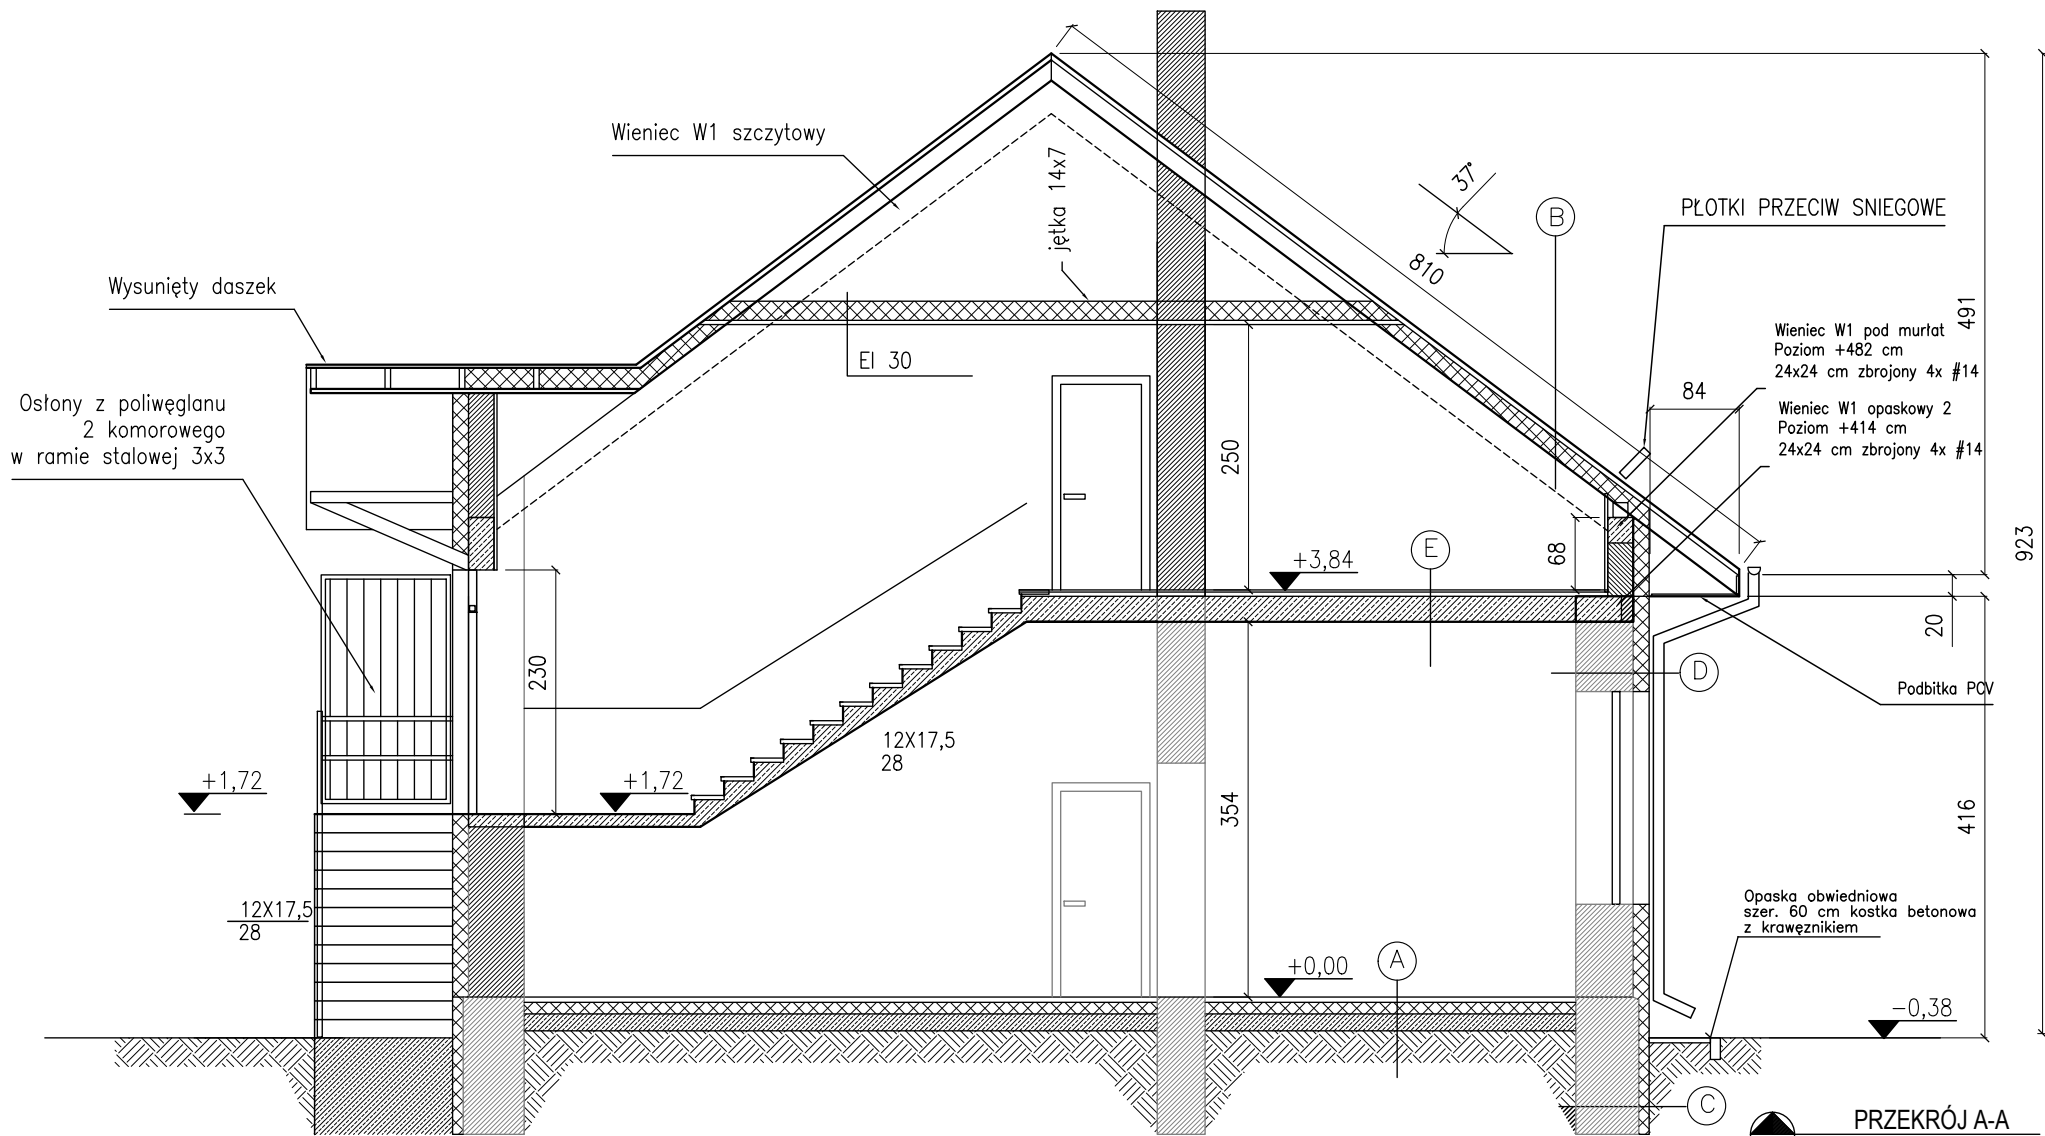 Wieniec W1 szczytowy
jętka 14x7
37°
B
PŁOTKI PRZECIW SNIEGOWE
810
Wysunięty daszek
491
Wieniec W1 pod murłat
Poziom +482 cm
24x24 cm zbrojony 4x #14
EI 30
84
Osłony z poliwęglanu
2 komorowego
w ramie stalowej 3x3
Wieniec W1 opaskowy 2
Poziom +414 cm
24x24 cm zbrojony 4x #14
250
923
+3,84
E
68
20
230
D
Podbitka PCV
12X17,5
28
+1,72
+1,72
354
416
12X17,5
28
Opaska obwiedniowa
szer. 60 cm kostka betonowa
z krawęznikiem
+0,00
A
-0,38
C
PRZEKRÓJ A-A